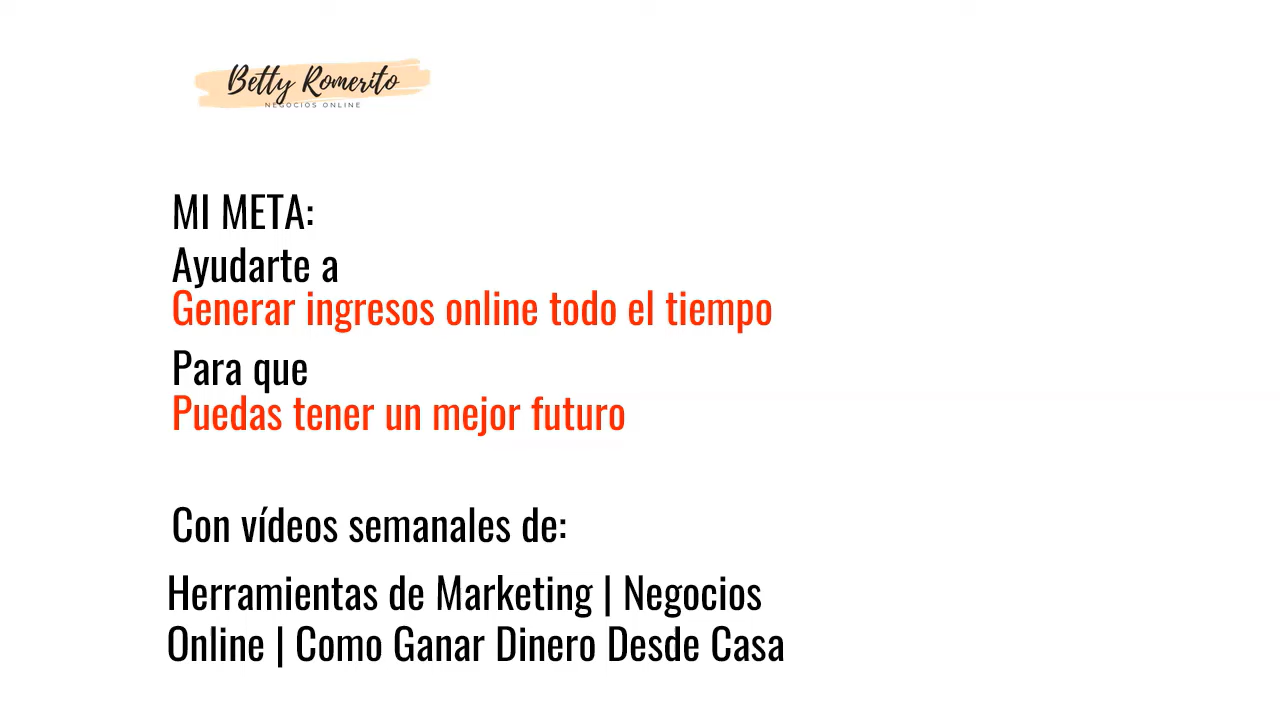 Betty Romerito
NEGOCIOS ONLINE
MI META:
Ayudarte a
Generar ingresos online todo el tiempo
Para que
Puedas tener un mejor futuro
Con vídeos semanales de:
Herramientas de Marketing | Negocios
Online | Como Ganar Dinero Desde Casa